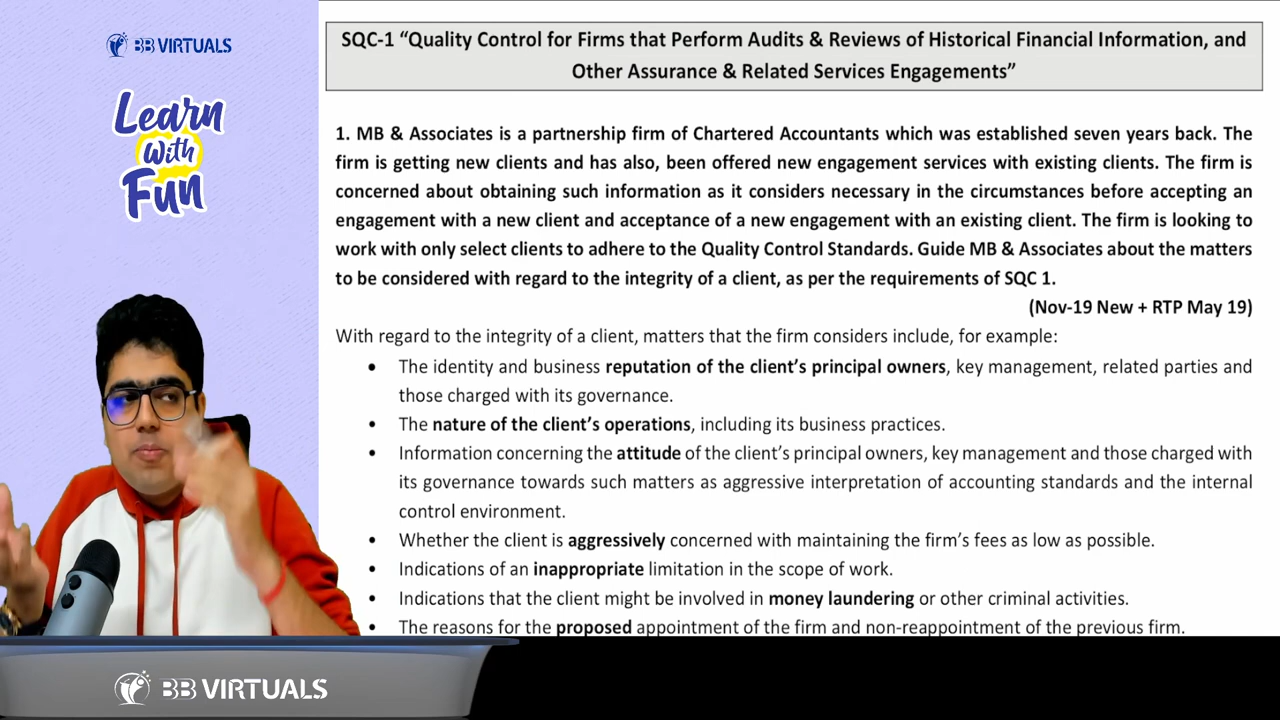 BB VIRTUALS
Learn
With
Fun
SQC-1 “Quality Control for Firms that Perform Audits & Reviews of Historical Financial Information, and
Other Assurance & Related Services Engagements”
1. MB & Associates is a partnership firm of Chartered Accountants which was established seven years back. The
firm is getting new clients and has also, been offered new engagement services with existing clients. The firm is
concerned about obtaining such information as it considers necessary in the circumstances before accepting an
engagement with a new client and acceptance of a new engagement with an existing client. The firm is looking to
work with only select clients to adhere to the Quality Control Standards. Guide MB & Associates about the matters
to be considered with regard to the integrity of a client, as per the requirements of SQC 1.
(Nov-19 New + RTP May 19)
With regard to the integrity of a client, matters that the firm considers include, for example:
• The identity and business reputation of the client’s principal owners, key management, related parties and
those charged with its governance.
• The nature of the client’s operations, including its business practices.
• Information concerning the attitude of the client’s principal owners, key management and those charged with
its governance towards such matters as aggressive interpretation of accounting standards and the internal
control environment.
• Whether the client is aggressively concerned with maintaining the firm’s fees as low as possible.
• Indications of an inappropriate limitation in the scope of work.
• Indications that the client might be involved in money laundering or other criminal activities.
• The reasons for the proposed appointment of the firm and non-reappointment of the previous firm.
BB VIRTUALS